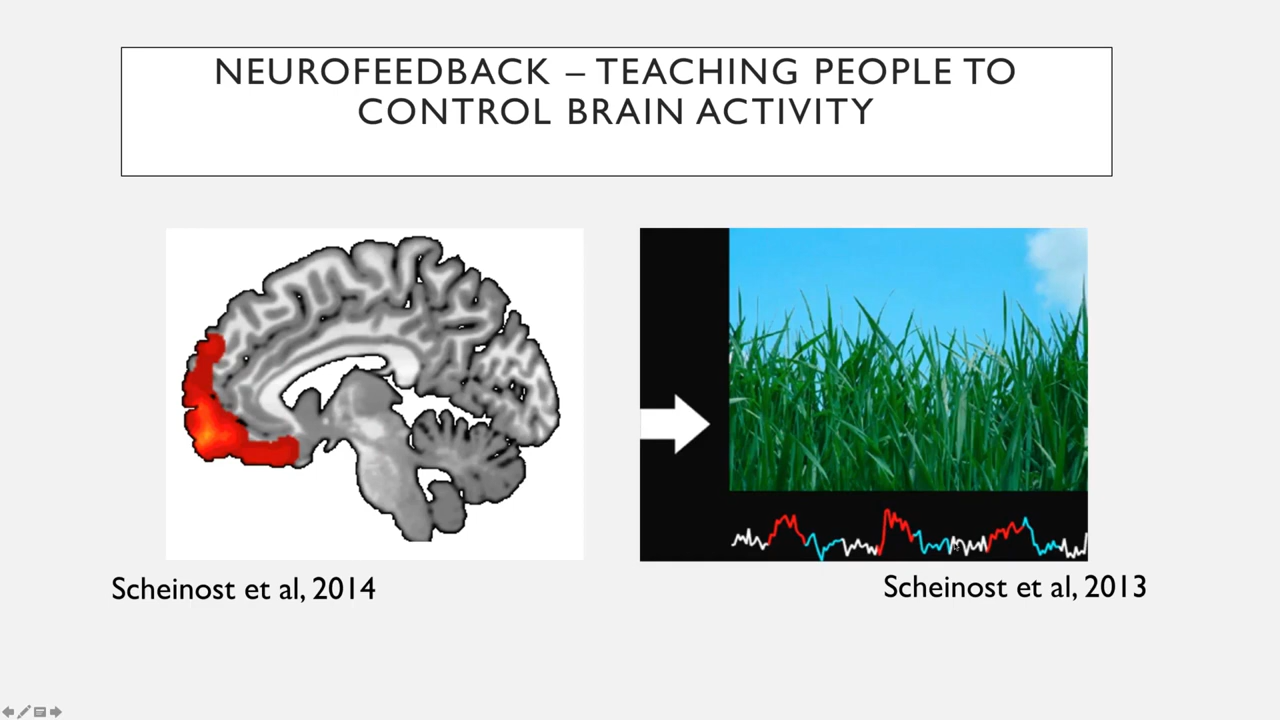 NEUROFEEDBACK – TEACHING PEOPLE TO
CONTROL BRAIN ACTIVITY
Scheinost et al, 2014
Scheinost et al, 2013